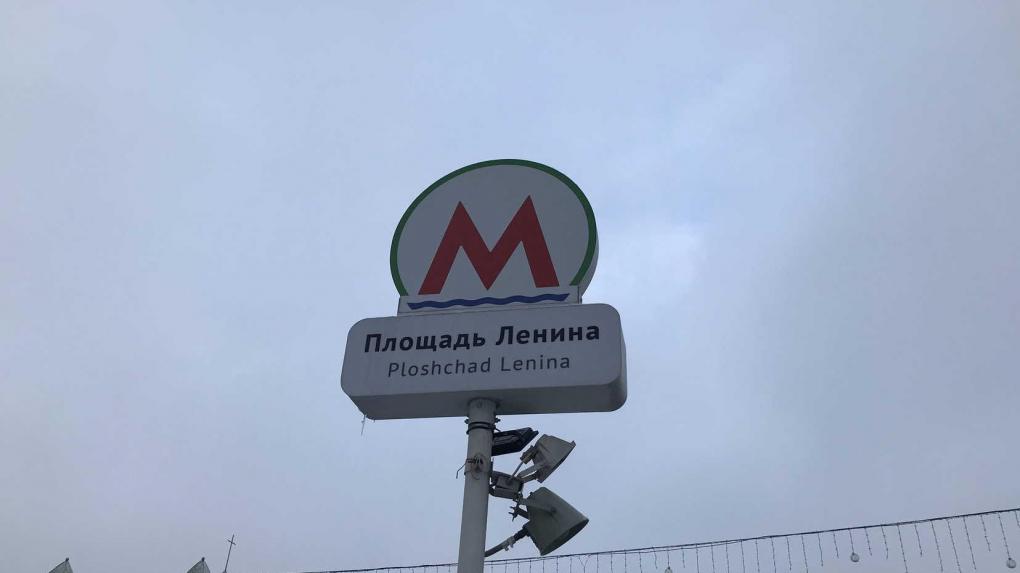 М
Площадь Ленина
Ploshchad Lenina